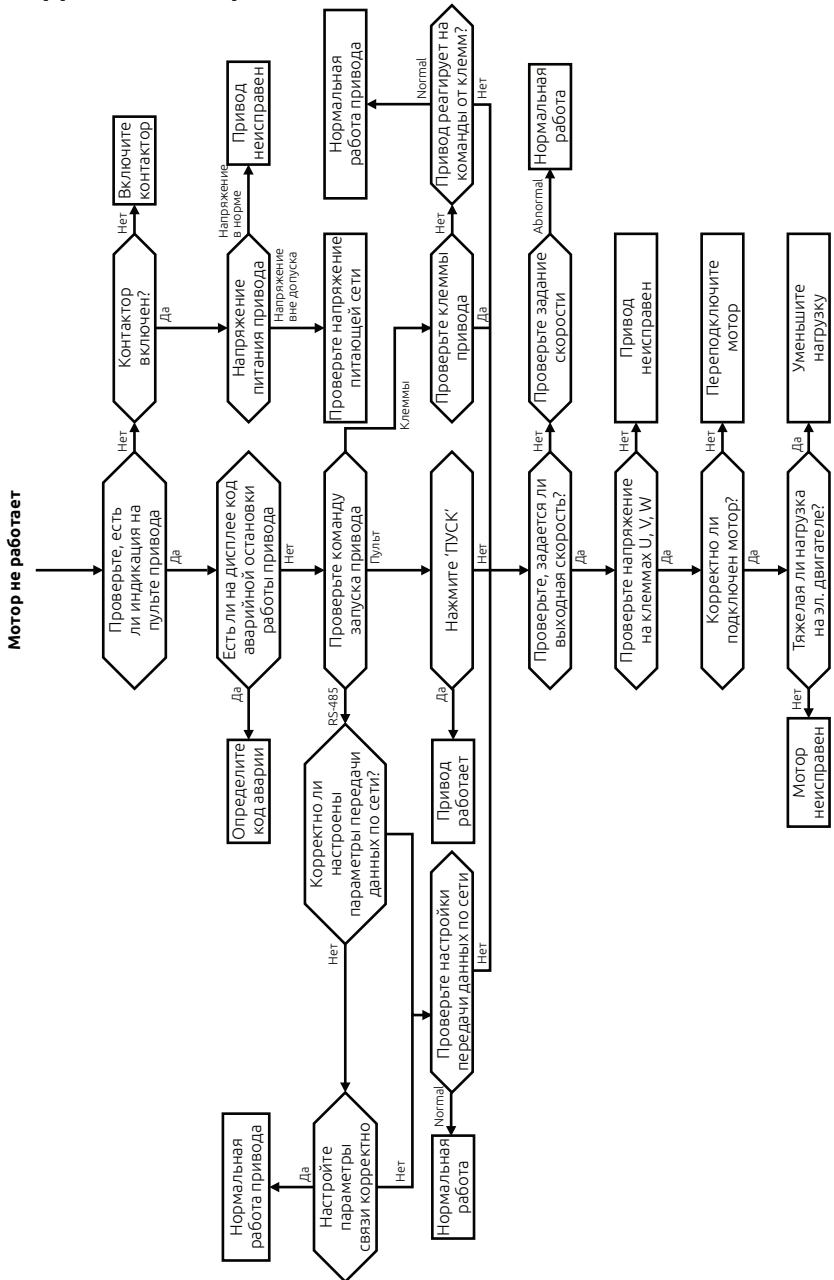 Мотор не работает
Проверьте, есть
ли индикация на
пульте привода
Нет
Контактор
включен?
Нет
Включите
контактор
Да
Да
Напряжение
питания привода
Напряжение
в норме
Привод
неисправен
Напряжение
вне допуска
Проверьте напряжение
питающей сети
Есть ли на дисплее код
аварийной остановки
работы привода
Да
Определите
код аварии
Нет
Проверьте команду
запуска привода
RS-485
Пульт
Клеммы
Корректно ли
настроены
параметры передачи
данных по сети?
Нет
Настройте
параметры
связи корректно
Да
Нормальная
работа привода
Нет
Проверьте настройки
передачи данных по сети
Normal
Нормальная
работа
Нет
Нажмите ‘ПУСК’
Да
Привод
работает
Нет
Проверьте клеммы
привода
Нет
Да
Привод реагирует на
команды от клемм?
Normal
Нормальная
работа привода
Нет
Проверьте, задается ли
выходная скорость?
Нет
Проверьте задание
скорости
Abnormal
Нормальная
работа
Да
Проверьте напряжение
на клеммах U, V, W
Нет
Привод
неисправен
Да
Корректно ли
подключен мотор?
Нет
Переподключите
мотор
Да
Тяжелая ли нагрузка
на эл. двигателе?
Да
Уменьшите
нагрузку
Нет
Мотор
неисправен